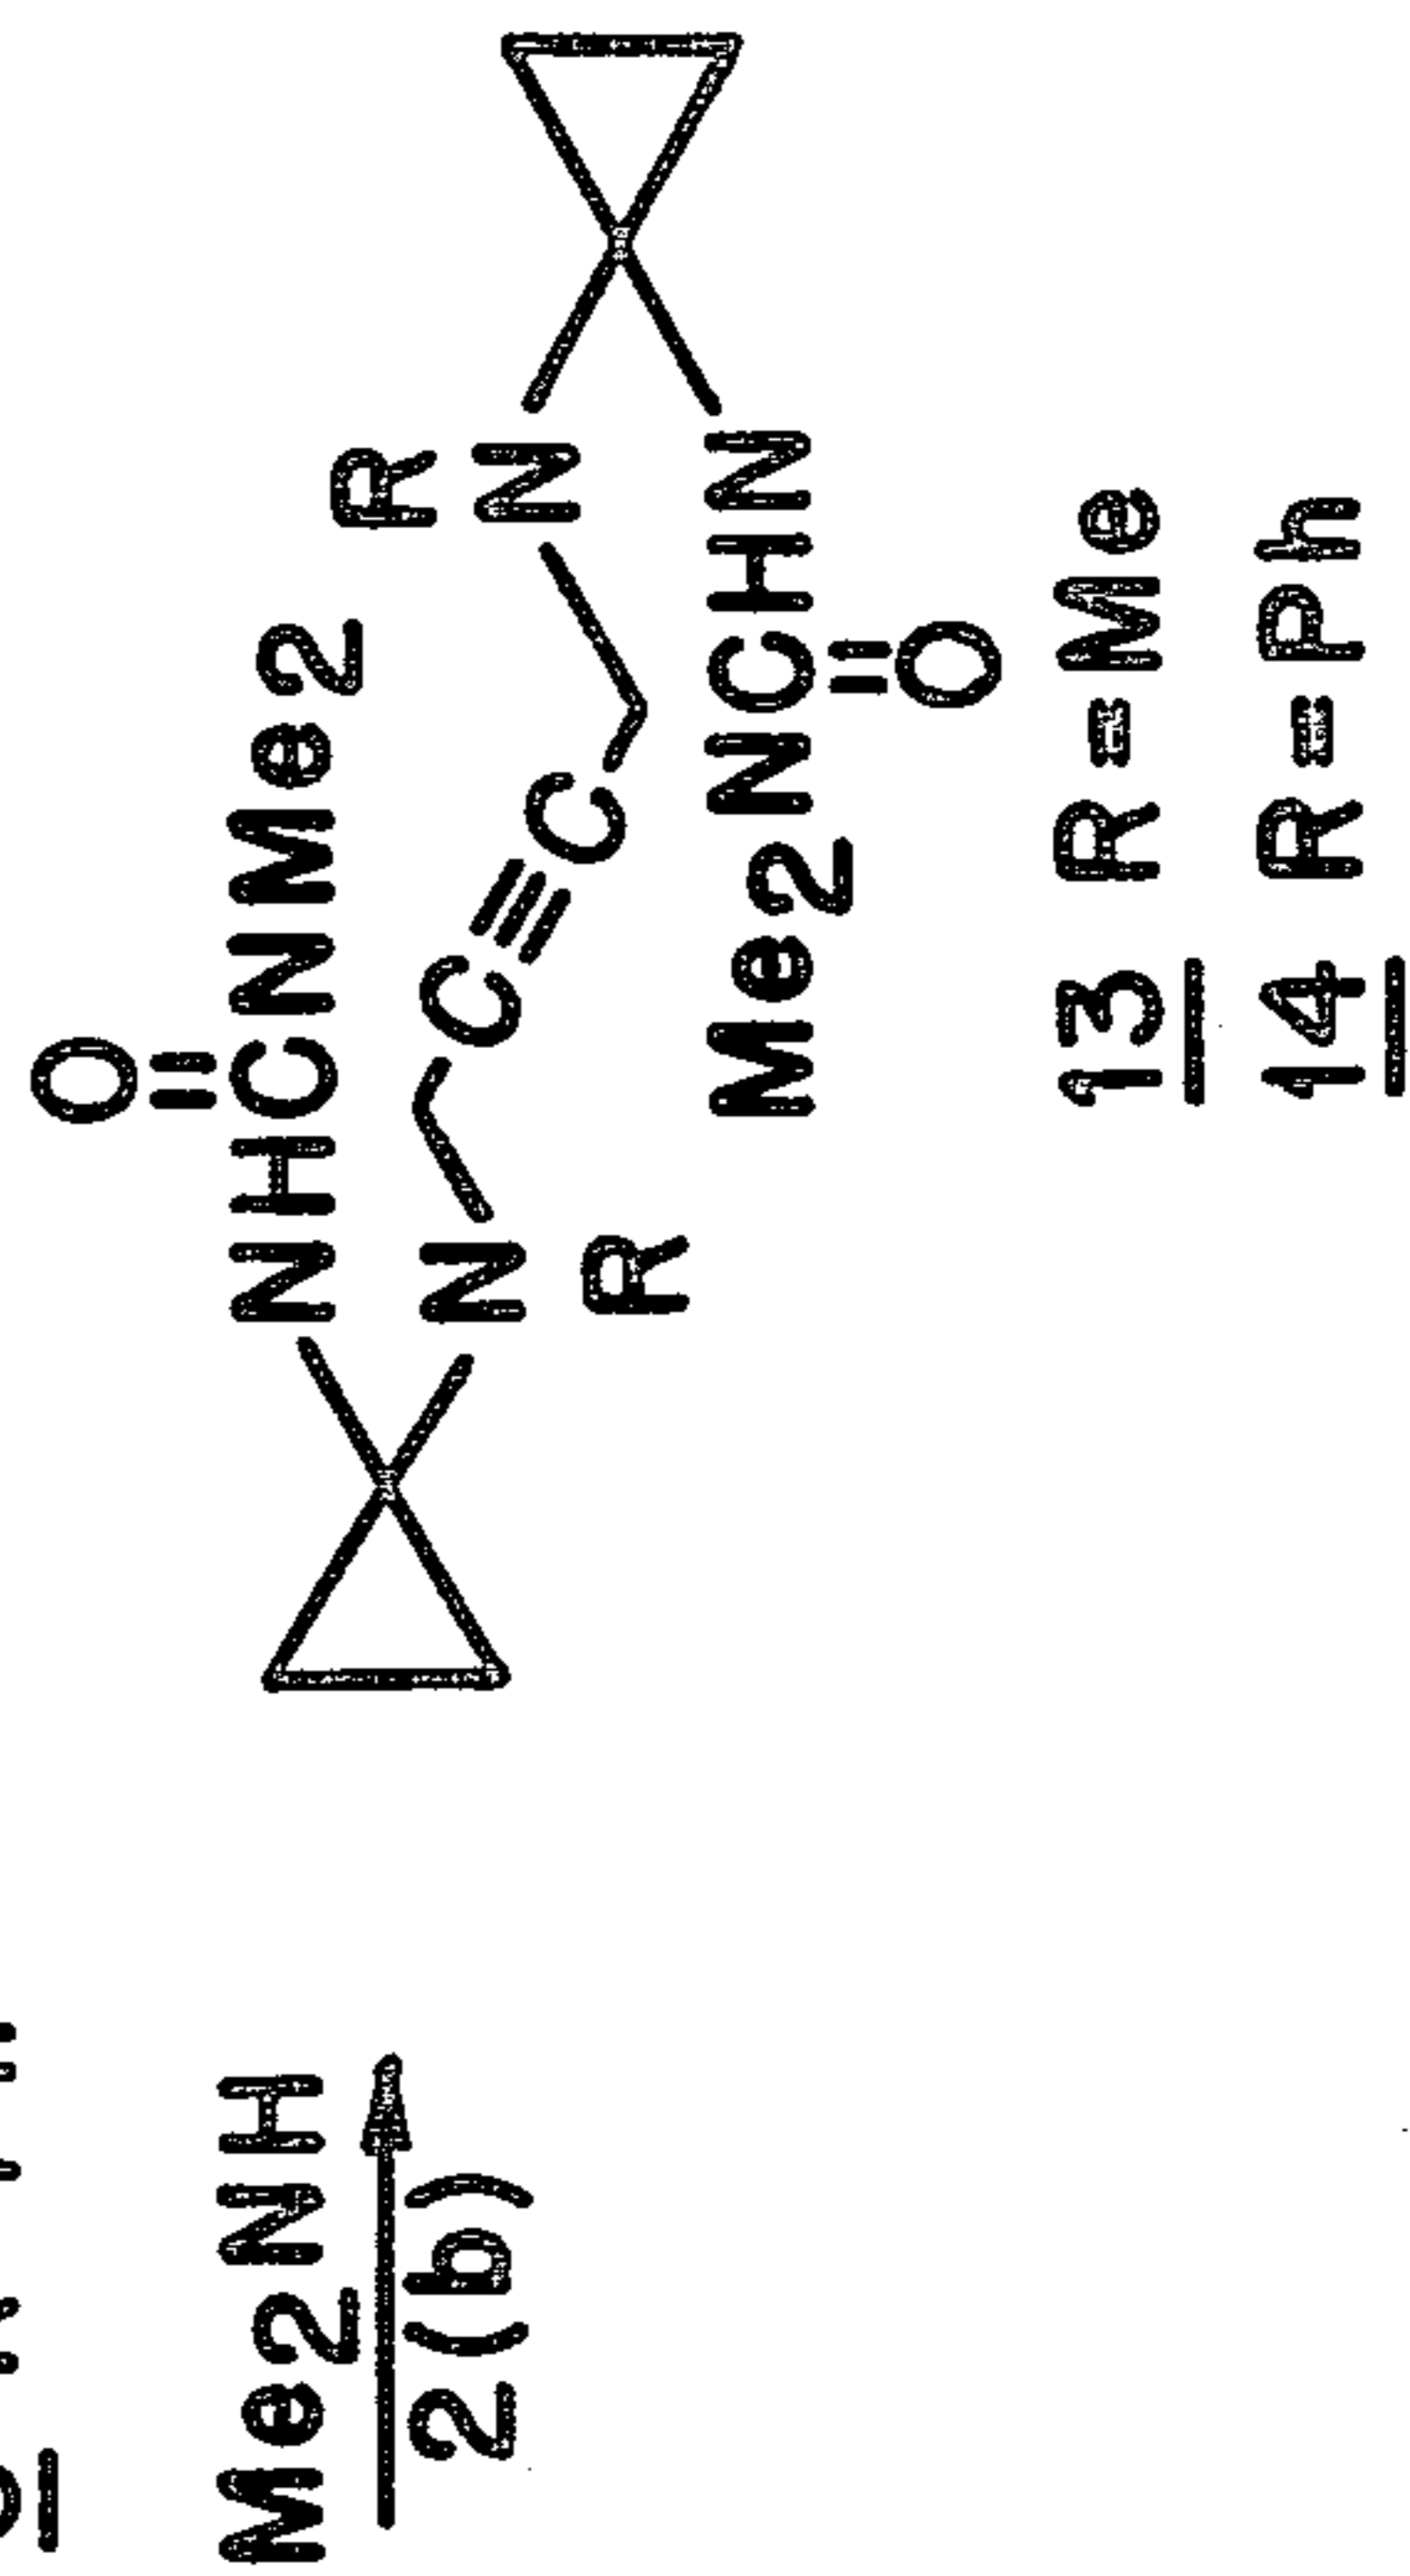 O
Me2NH
NHCNMe2
R
2(b)
N C≡C N
R
Me2NCHN
O
13 R=Me
14 R=Ph